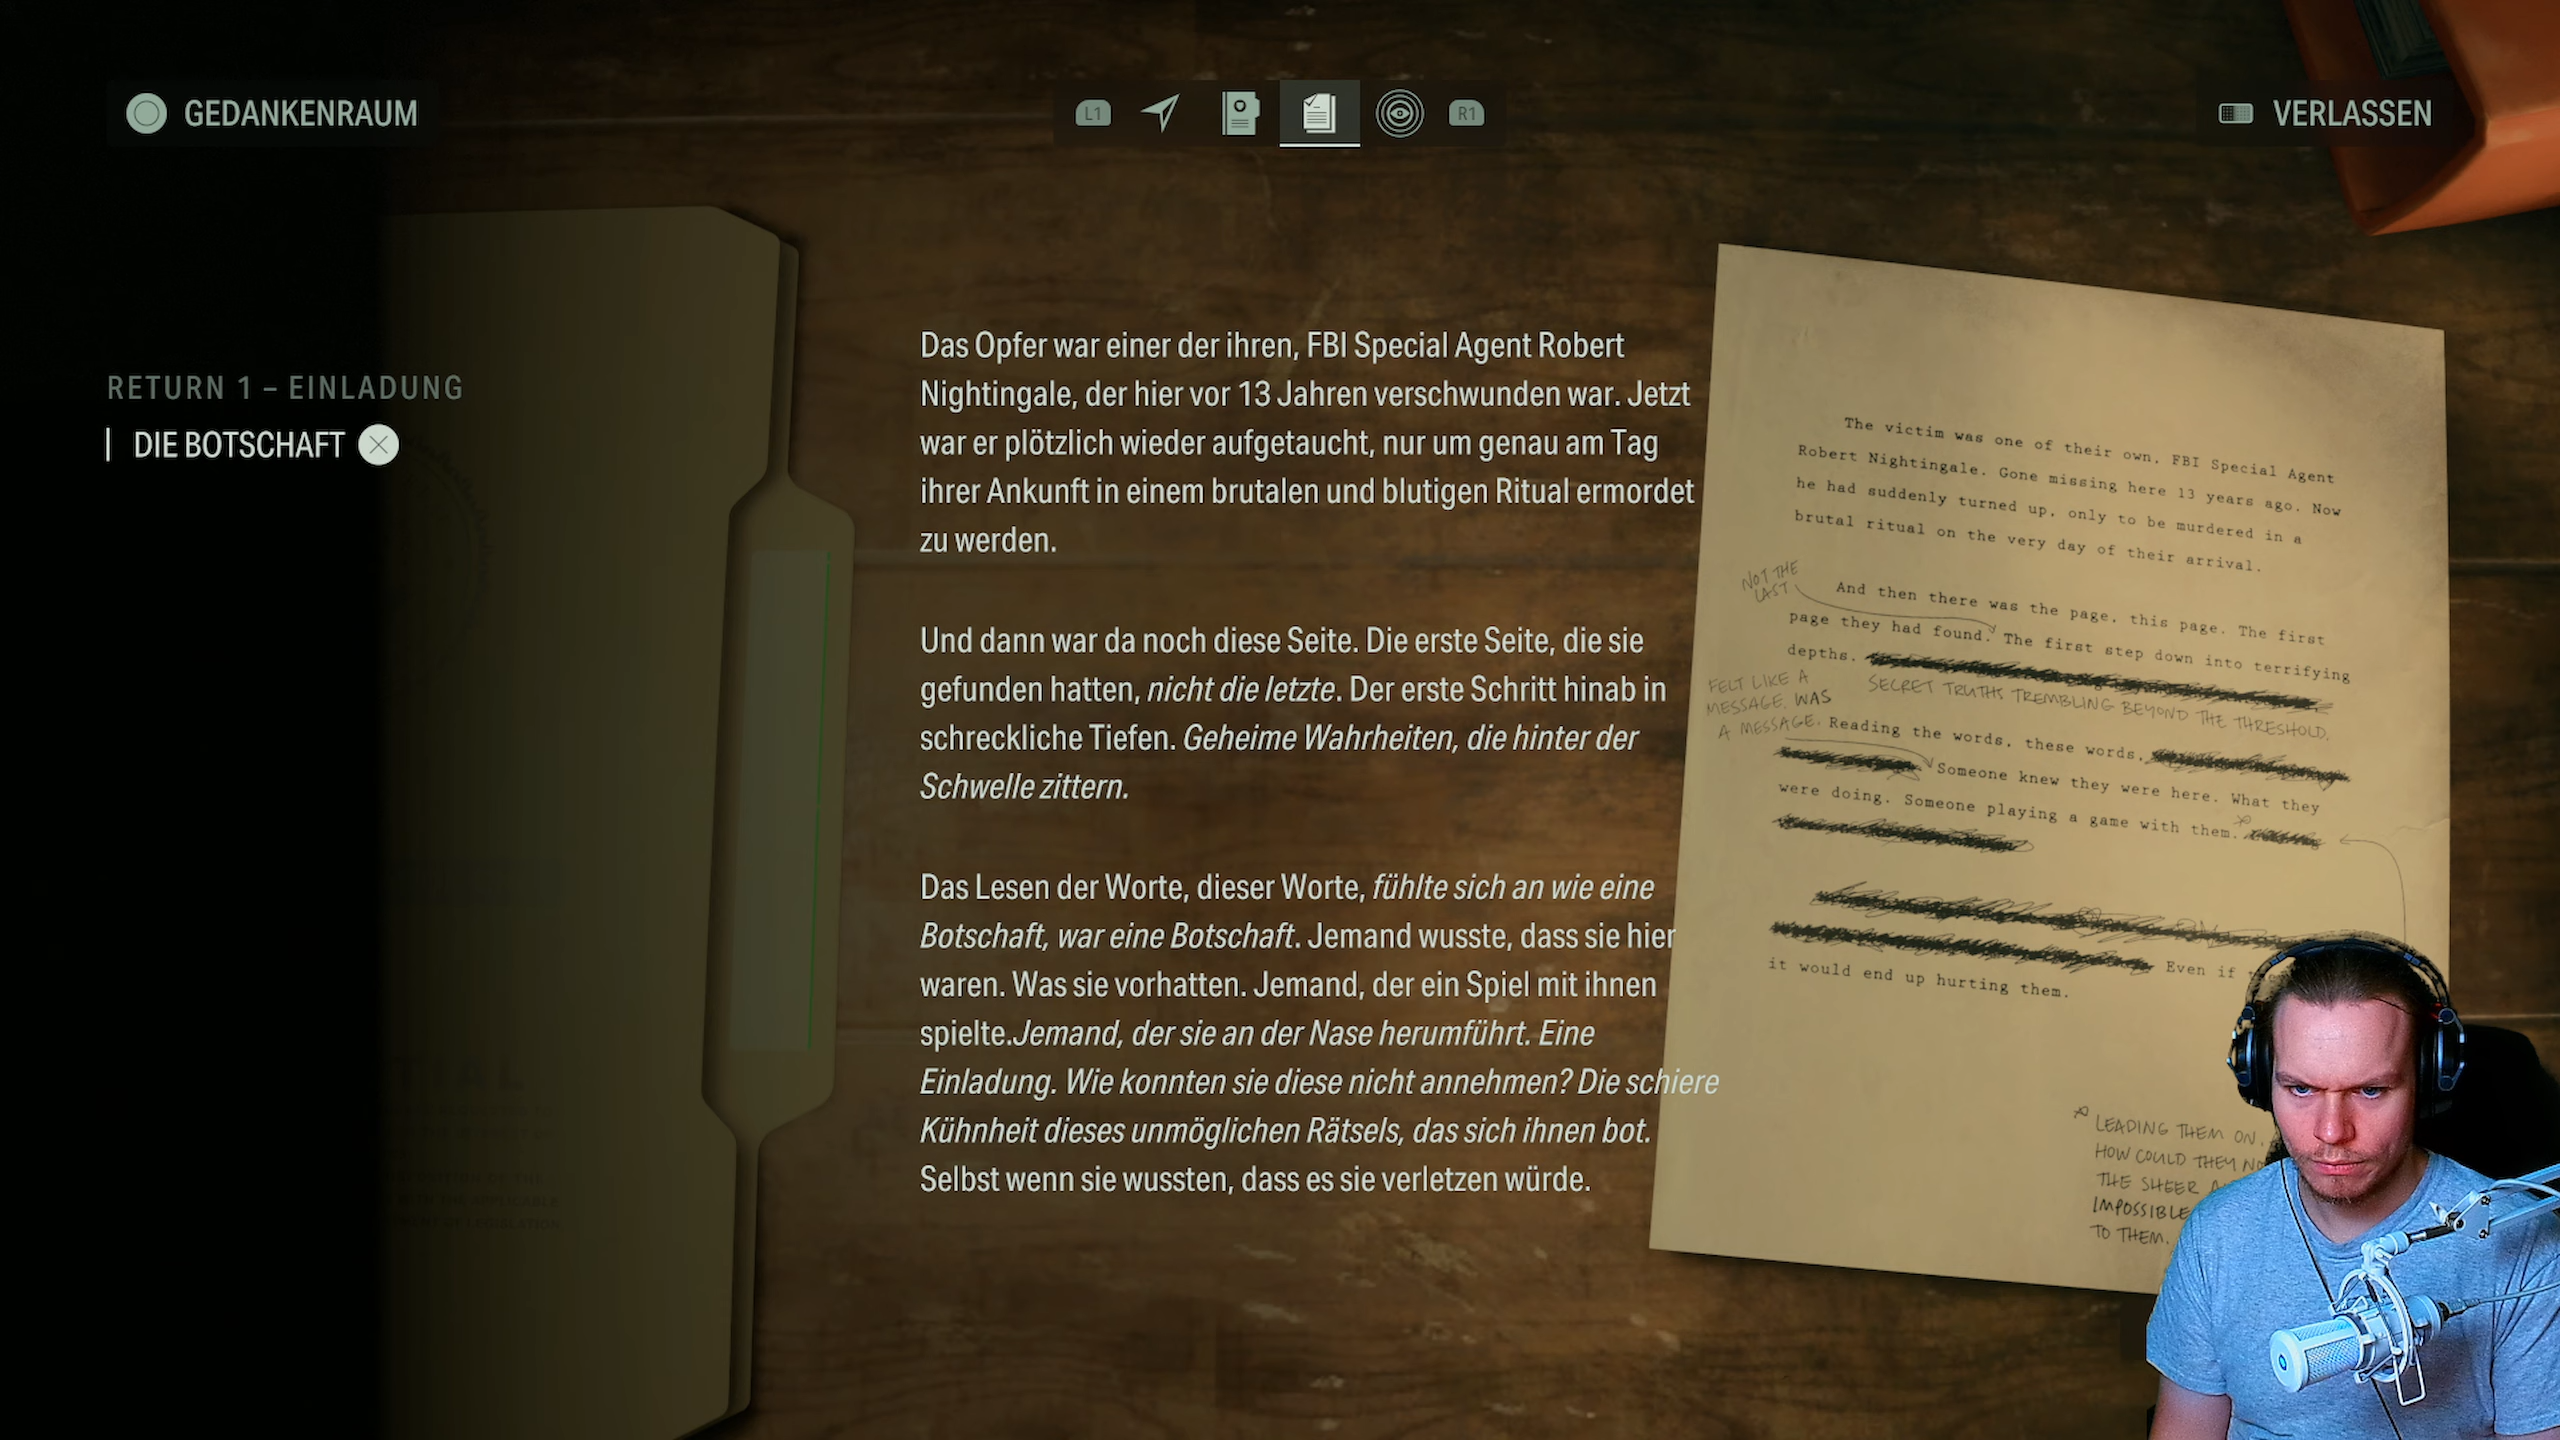 GEDANKENRAUM
L1
R1
VERLASSEN
RETURN 1 – EINLADUNG
DIE BOTSCHAFT
Das Opfer war einer der ihren, FBI Special Agent Robert
Nightingale, der hier vor 13 Jahren verschwunden war. Jetzt
war er plötzlich wieder aufgetaucht, nur um genau am Tag
ihrer Ankunft in einem brutalen und blutigen Ritual ermordet
zu werden.
Und dann war da noch diese Seite. Die erste Seite, die sie
gefunden hatten, nicht die letzte. Der erste Schritt hinab in
schreckliche Tiefen. Geheime Wahrheiten, die hinter der
Schwelle zittern.
Das Lesen der Worte, dieser Worte, fühlte sich an wie eine
Botschaft, war eine Botschaft. Jemand wusste, dass sie hier
waren. Was sie vorhatten. Jemand, der ein Spiel mit ihnen
spielte.Jemand, der sie an der Nase herumführt. Eine
Einladung. Wie konnten sie diese nicht annehmen? Die schiere
Kühnheit dieses unmöglichen Rätsels, das sich ihnen bot.
Selbst wenn sie wussten, dass es sie verletzen würde.
The victim was one of their own, FBI Special Agent
Robert Nightingale. Gone missing here 13 years ago. Now
he had suddenly turned up, only to be murdered in a
brutal ritual on the very day of their arrival.
NOT THE
LAST
And then there was the page, this page. The first
page they had found. The first step down into terrifying
depths.
SECRET TRUTHS TREMBLING BEYOND THE THRESHOLD.
FELT LIKE A
MESSAGE. WAS
A MESSAGE.
Reading the words, these words,
Someone knew they were here. What they
were doing. Someone playing a game with them.
Even if
it would end up hurting them.
LEADING THEM ON.
HOW COULD THEY
THE SHEER
IMPOSSIBLE
TO THEM.